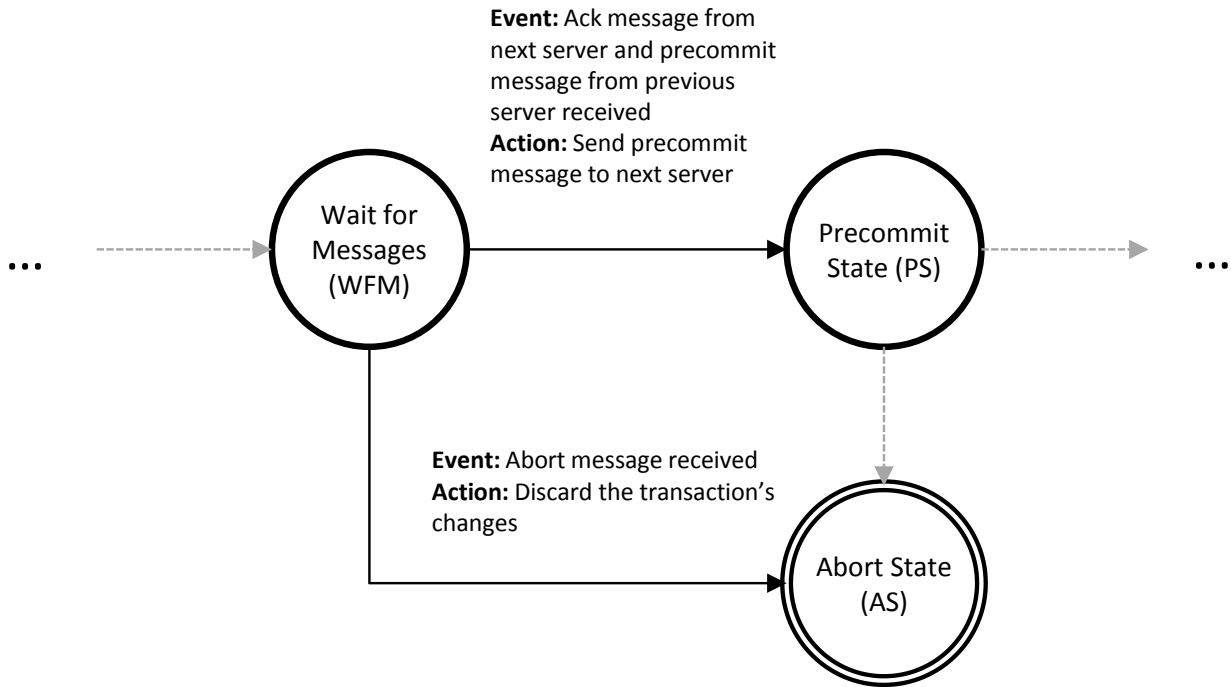 Event: Ack message from
next server and precommit
message from previous
server received
Action: Send precommit
message to next server
Wait for
Messages
(WFM)
Precommit
State (PS)
...
...
Event: Abort message received
Action: Discard the transaction’s
changes
Abort State
(AS)